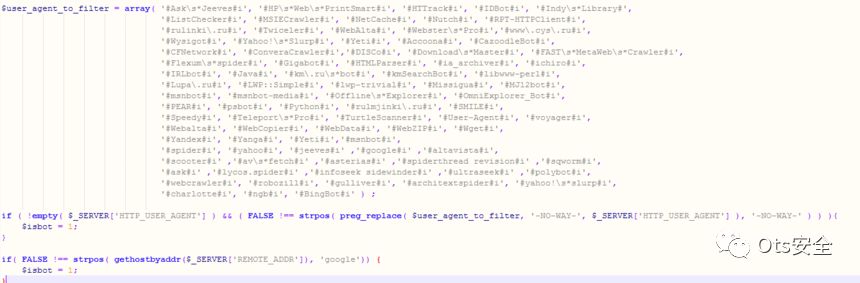 $user_agent_to_filter = array( '#Ask\s*Jeeves#i', '#HP\s*Web\s*PrintSmart#i', '#HTTrack#i', '#IDBot#i', '#Indy\s*Library#',
'#ListChecker#i', '#MSIECrawler#i', '#NetCache#i', '#Nutch#i', '#RPT-HTTPClient#i',
'#rulinki\.ru#i', '#Twiceler#i', '#WebAlta#i', '#Webster\s*Pro#i','#www\.cys\.ru#i',
'#Wysigot#i', '#Yahoo!\s*Slurp#i', '#Yeti#i', '#Accoona#i', '#CazoodleBot#i',
'#CFNetwork#i', '#ConveraCrawler#i','#DISCo#i', '#Download\s*Master#i', '#FAST\s*MetaWeb\s*Crawler#i',
'#Flexum\s*spider#i', '#Gigabot#i', '#HTMLParser#i', '#ia_archiver#i', '#ichiro#i',
'#IRLbot#i', '#Java#i', '#km\.ru\s*bot#i', '#kmSearchBot#i', '#libwww-perl#i',
'#Lupa\.ru#i', '#LWP::Simple#i', '#lwp-trivial#i', '#Missigua#i', '#MJ12bot#i',
'#msnbot#i', '#msnbot-media#i', '#Offline\s*Explorer#i', '#OmniExplorer_Bot#i',
'#PEAR#i', '#psbot#i', '#Python#i', '#rulmjinki\.ru#i', '#SMILE#i',
'#Speedy#i', '#Teleport\s*Pro#i', '#TurtleScanner#i', '#User-Agent#i', '#voyager#i',
'#Webalta#i', '#WebCopier#i', '#WebData#i', '#WebZIP#i', '#Wget#i',
'#Yandex#i', '#Yanga#i', '#Yeti#i','#msnbot#i',
'#spider#i', '#yahoo#i', '#jeeves#i' ,'#google#i' ,'#altavista#i',
'#scooter#i' ,'#av\s*fetch#i' ,'#asterias#i' ,'#spiderthread revision#i' ,'#sqworm#i',
'#ask#i' ,'#lycos.spider#i' ,'#infoseek sidewinder#i' ,'#ultraseek#i' ,'#polybot#i',
'#webcrawler#i', '#robozill#i', '#gulliver#i', '#architextspider#i', '#yahoo!\s*slurp#i',
'#charlotte#i', '#ngb#i', '#BingBot#i' ) ;
if ( !empty( $_SERVER['HTTP_USER_AGENT'] ) && ( FALSE !== strpos( preg_replace( $user_agent_to_filter, '-NO-WAY-', $_SERVER['HTTP_USER_AGENT'] ), '-NO-WAY-' ) ) ){
$isbot = 1;
}
if( FALSE !== strpos( gethostbyaddr($_SERVER['REMOTE_ADDR']), 'google')) {
$isbot = 1;
}
Ots安全